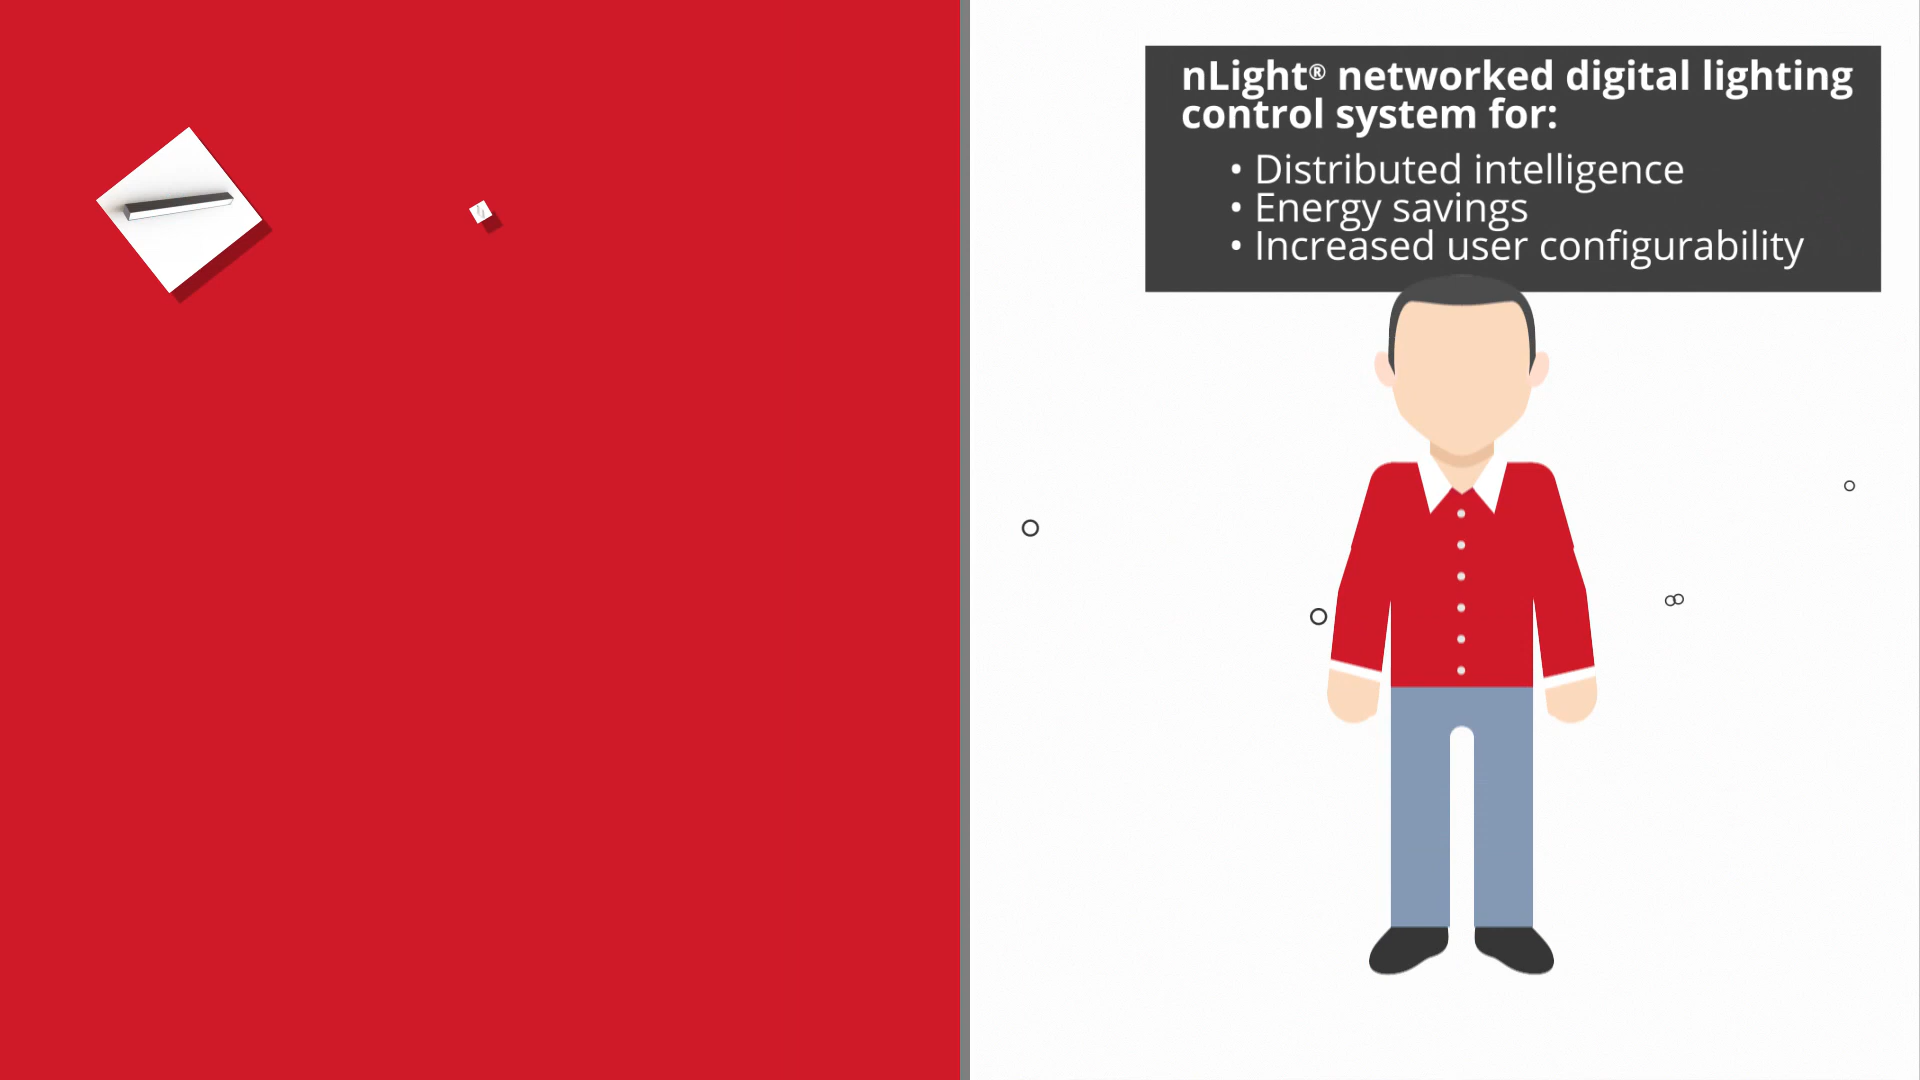 nLight® networked digital lighting
control system for:
• Distributed intelligence
• Energy savings
• Increased user configurability